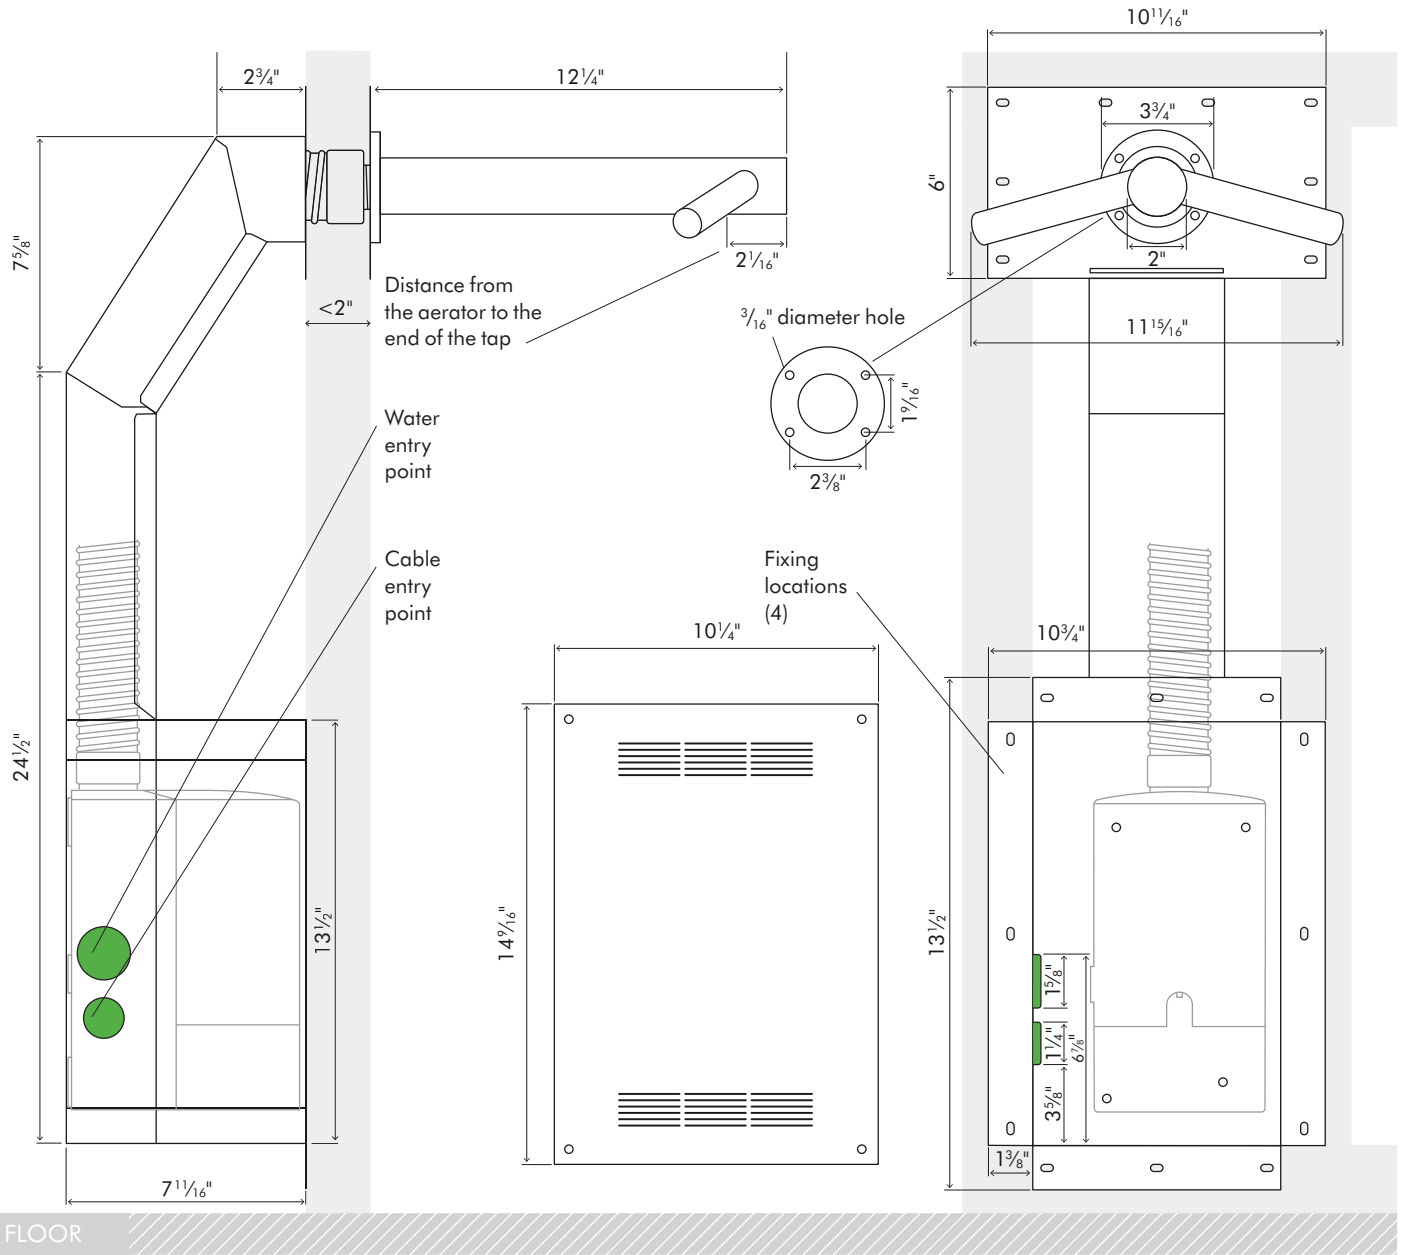 2¾"
12¼"
10¹¹⁄₁₆"
3¾"
6"
7⅝"
2¹⁄₁₆"
2"
Distance from
the aerator to the
end of the tap
<2"
³⁄₁₆" diameter hole
11¹⁵⁄₁₆"
1⁹⁄₁₆"
2⅜"
Water
entry
point
Cable
entry
point
Fixing
locations
(4)
10¼"
10¾"
24½"
13½"
14⁹⁄₁₆"
13½"
1⅝"
1¼"
6⅞"
3⅝"
1⅜"
7¹¹⁄₁₆"
FLOOR